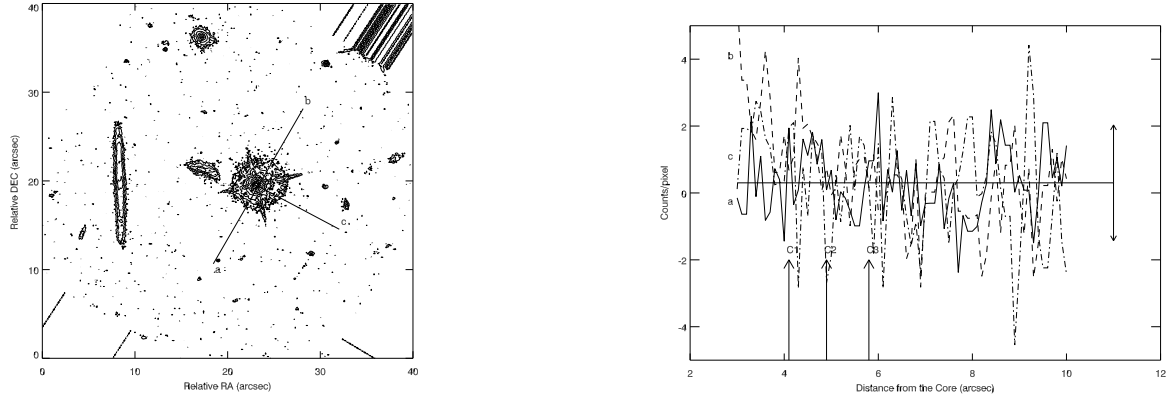 40
30
20
10
0
Relative DEC (arcsec)
b
a
c
0 10 20 30 40
Relative RA (arcsec)
4
2
0
-2
-4
Counts/pixel
b
c
a
C1 C2 C3
2 4 6 8 10 12
Distance from the Core (arcsec)